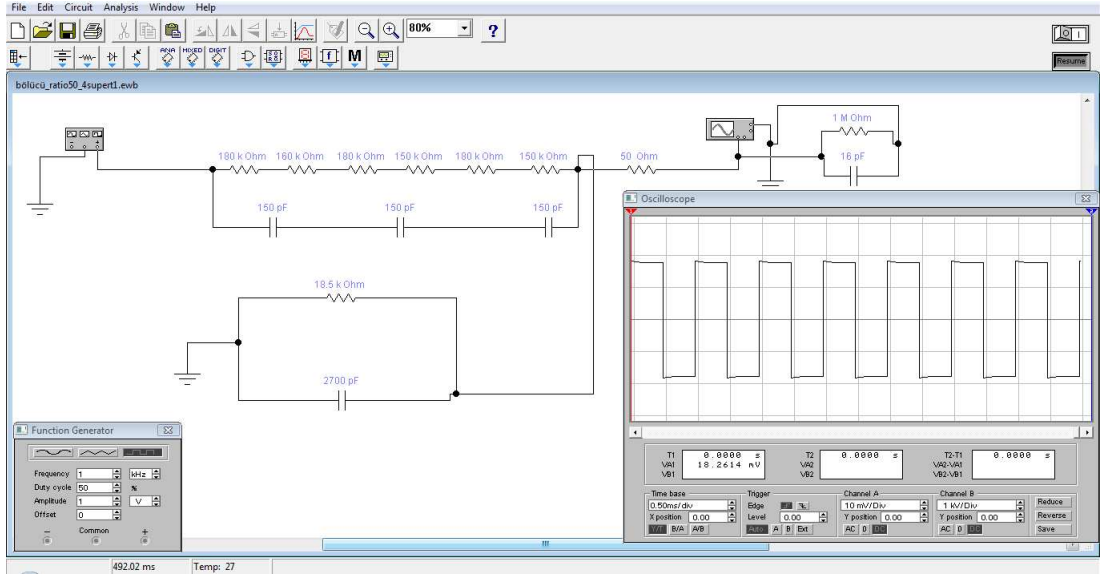 File Edit Circuit Analysis Window Help
80%
?
ANA MIXED DIGIT
f M
Resume
bölücü_ratio50_4supert1.ewb
180 k Ohm 160 k Ohm 180 k Ohm 150 k Ohm 180 k Ohm 150 k Ohm 50 Ohm
1 M Ohm
16 pF
150 pF 150 pF 150 pF
18.5 k Ohm
2700 pF
Oscilloscope
1 2
T1 0.0000 s T2 0.0000 s T2-T1 0.0000 s
VA1 18.2614 mV VA2 VA2-VA1
VB1 VB2 VB2-VB1
Time base Trigger Channel A Channel B
0.50ms/div Edge 10 mV/Div 1 kV/Div Reduce
X position 0.00 Level 0.00 Y position 0.00 Y position 0.00 Reverse
Y/T B/A A/B Auto A B Ext AC 0 DC AC 0 DC Save
Function Generator
Frequency 1 kHz
Duty cycle 50 %
Amplitude 1 V
Offset 0
- Common +
492.02 ms Temp: 27